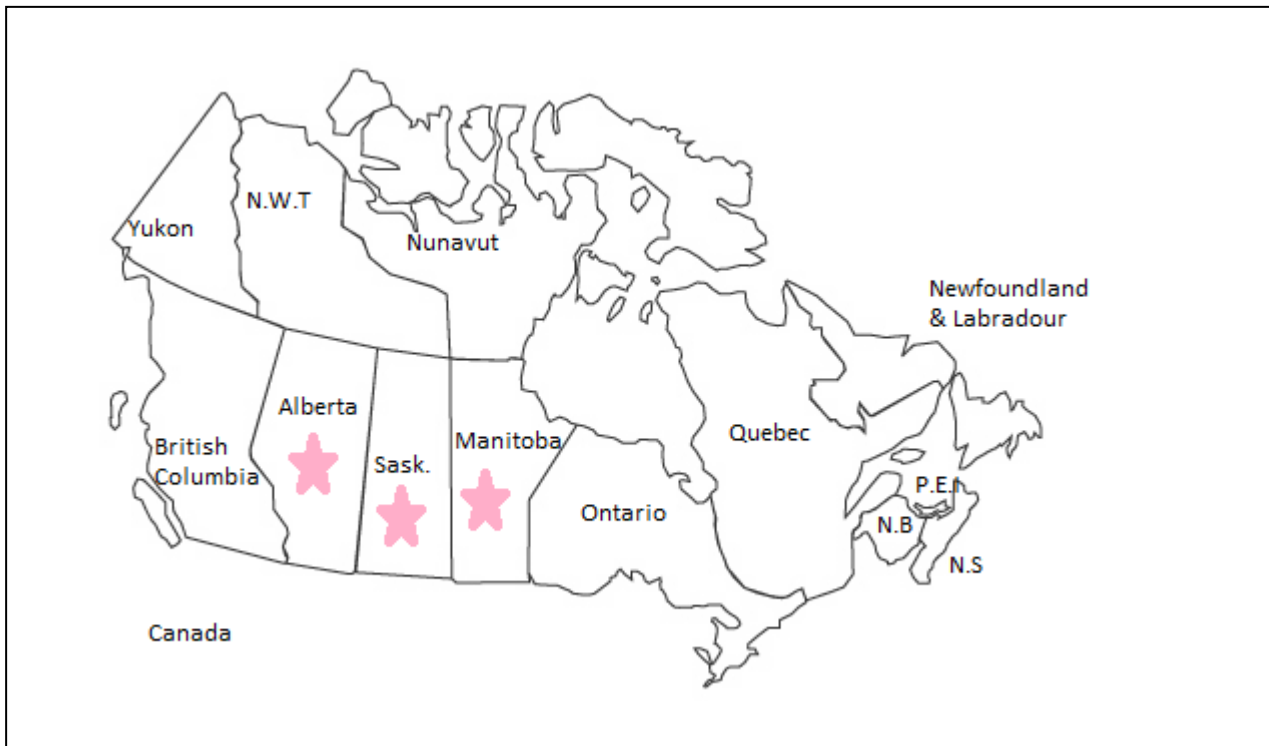 N.W.T
Yukon
Nunavut
Newfoundland
& Labradour
Alberta
British
Columbia
Sask.
Manitoba
Quebec
Ontario
P.E.I
N.B
N.S
Canada